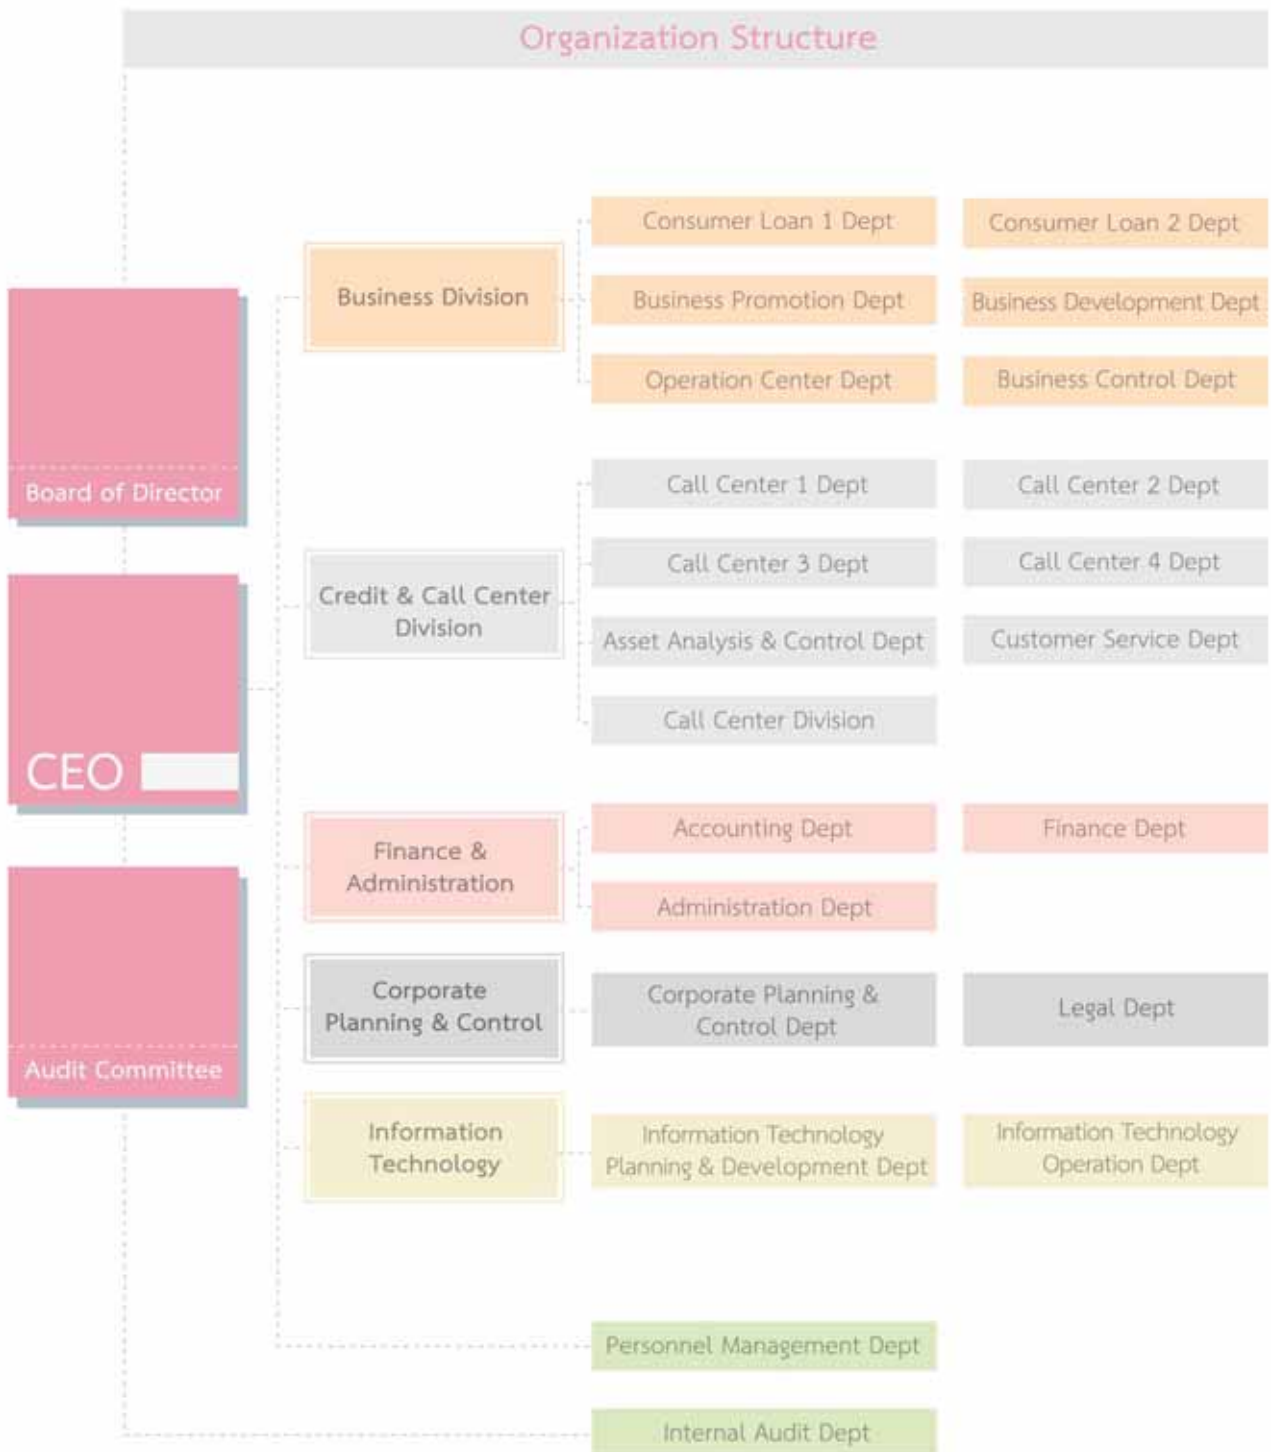 Organization Structure
Board of Director
CEO
Audit Committee
Business Division
Consumer Loan 1 Dept
Consumer Loan 2 Dept
Business Promotion Dept
Business Development Dept
Operation Center Dept
Business Control Dept
Credit & Call Center
Division
Call Center 1 Dept
Call Center 2 Dept
Call Center 3 Dept
Call Center 4 Dept
Asset Analysis & Control Dept
Customer Service Dept
Call Center Division
Finance &
Administration
Accounting Dept
Finance Dept
Administration Dept
Corporate
Planning & Control
Corporate Planning &
Control Dept
Legal Dept
Information
Technology
Information Technology
Planning & Development Dept
Information Technology
Operation Dept
Personnel Management Dept
Internal Audit Dept